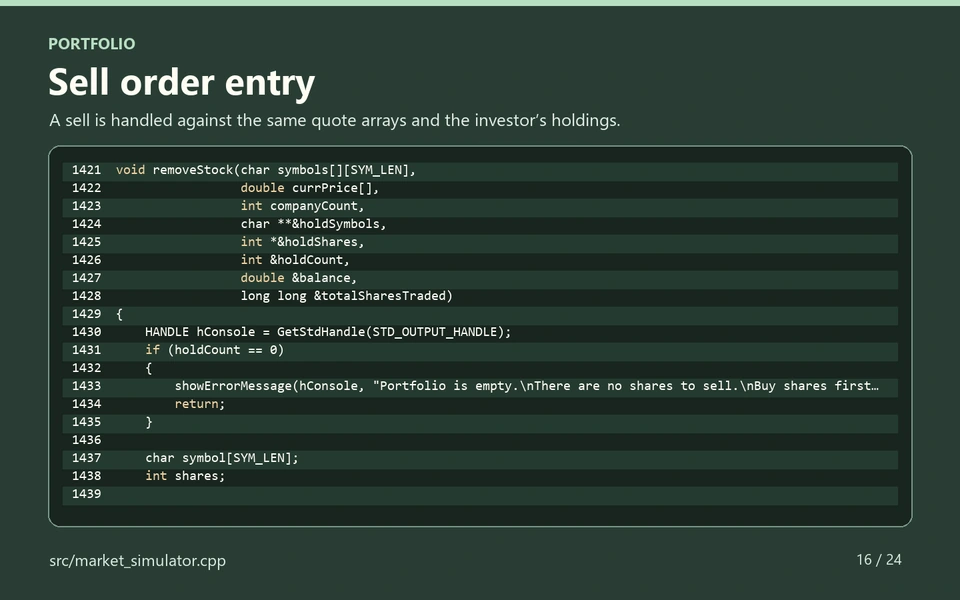 PORTFOLIO
Sell order entry
A sell is handled against the same quote arrays and the investor’s holdings.
1421 void removeStock(char symbols[][SYM_LEN],
1422 double currPrice[],
1423 int companyCount,
1424 char **&holdSymbols,
1425 int *&holdShares,
1426 int &holdCount,
1427 double &balance,
1428 long long &totalSharesTraded)
1429 {
1430 HANDLE hConsole = GetStdHandle(STD_OUTPUT_HANDLE);
1431 if (holdCount == 0)
1432 {
1433 showErrorMessage(hConsole, "Portfolio is empty.\nThere are no shares to sell.\nBuy shares first…
1434 return;
1435 }
1436
1437 char symbol[SYM_LEN];
1438 int shares;
1439
src/market_simulator.cpp
16 / 24